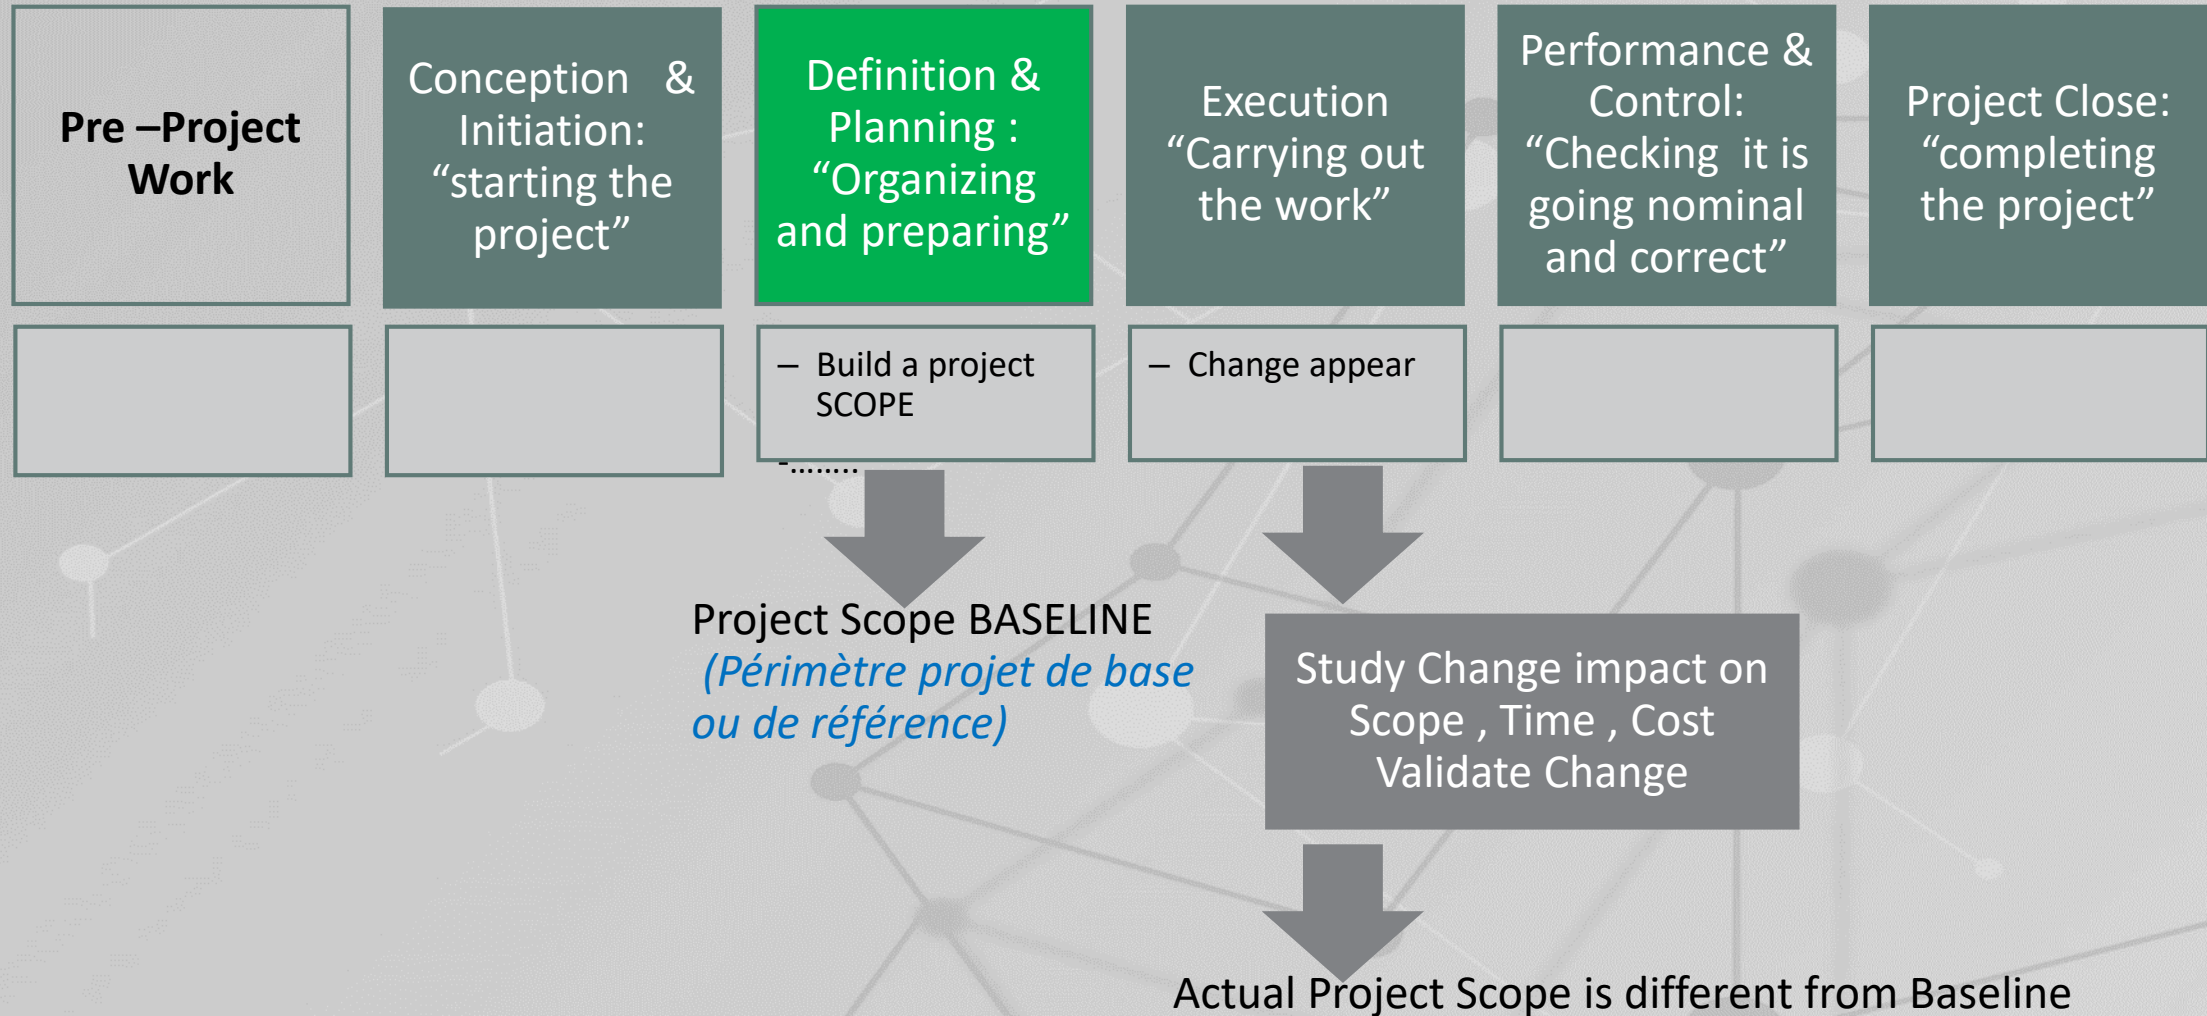 Pre –Project
Work
Conception & 
Initiation:
“starting the
project”
Definition &
Planning :
“Organizing
and preparing”
Execution
“Carrying out
the work”
Performance &
Control:
“Checking it is
going nominal
and correct”
Project Close:
“completing
the project”
– Build a project
SCOPE
-........
– Change appear
Project Scope BASELINE
(Périmètre projet de base
ou de référence)
Study Change impact on
Scope , Time , Cost
Validate Change
Actual Project Scope is different from Baseline